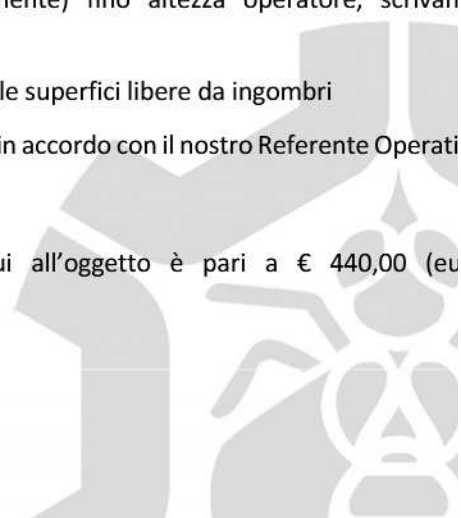 mente) fino altezza operatore, scrivan
le superfici libere da ingombri
in accordo con il nostro Referente Operati
ui all'oggetto è pari a € 440,00 (eu